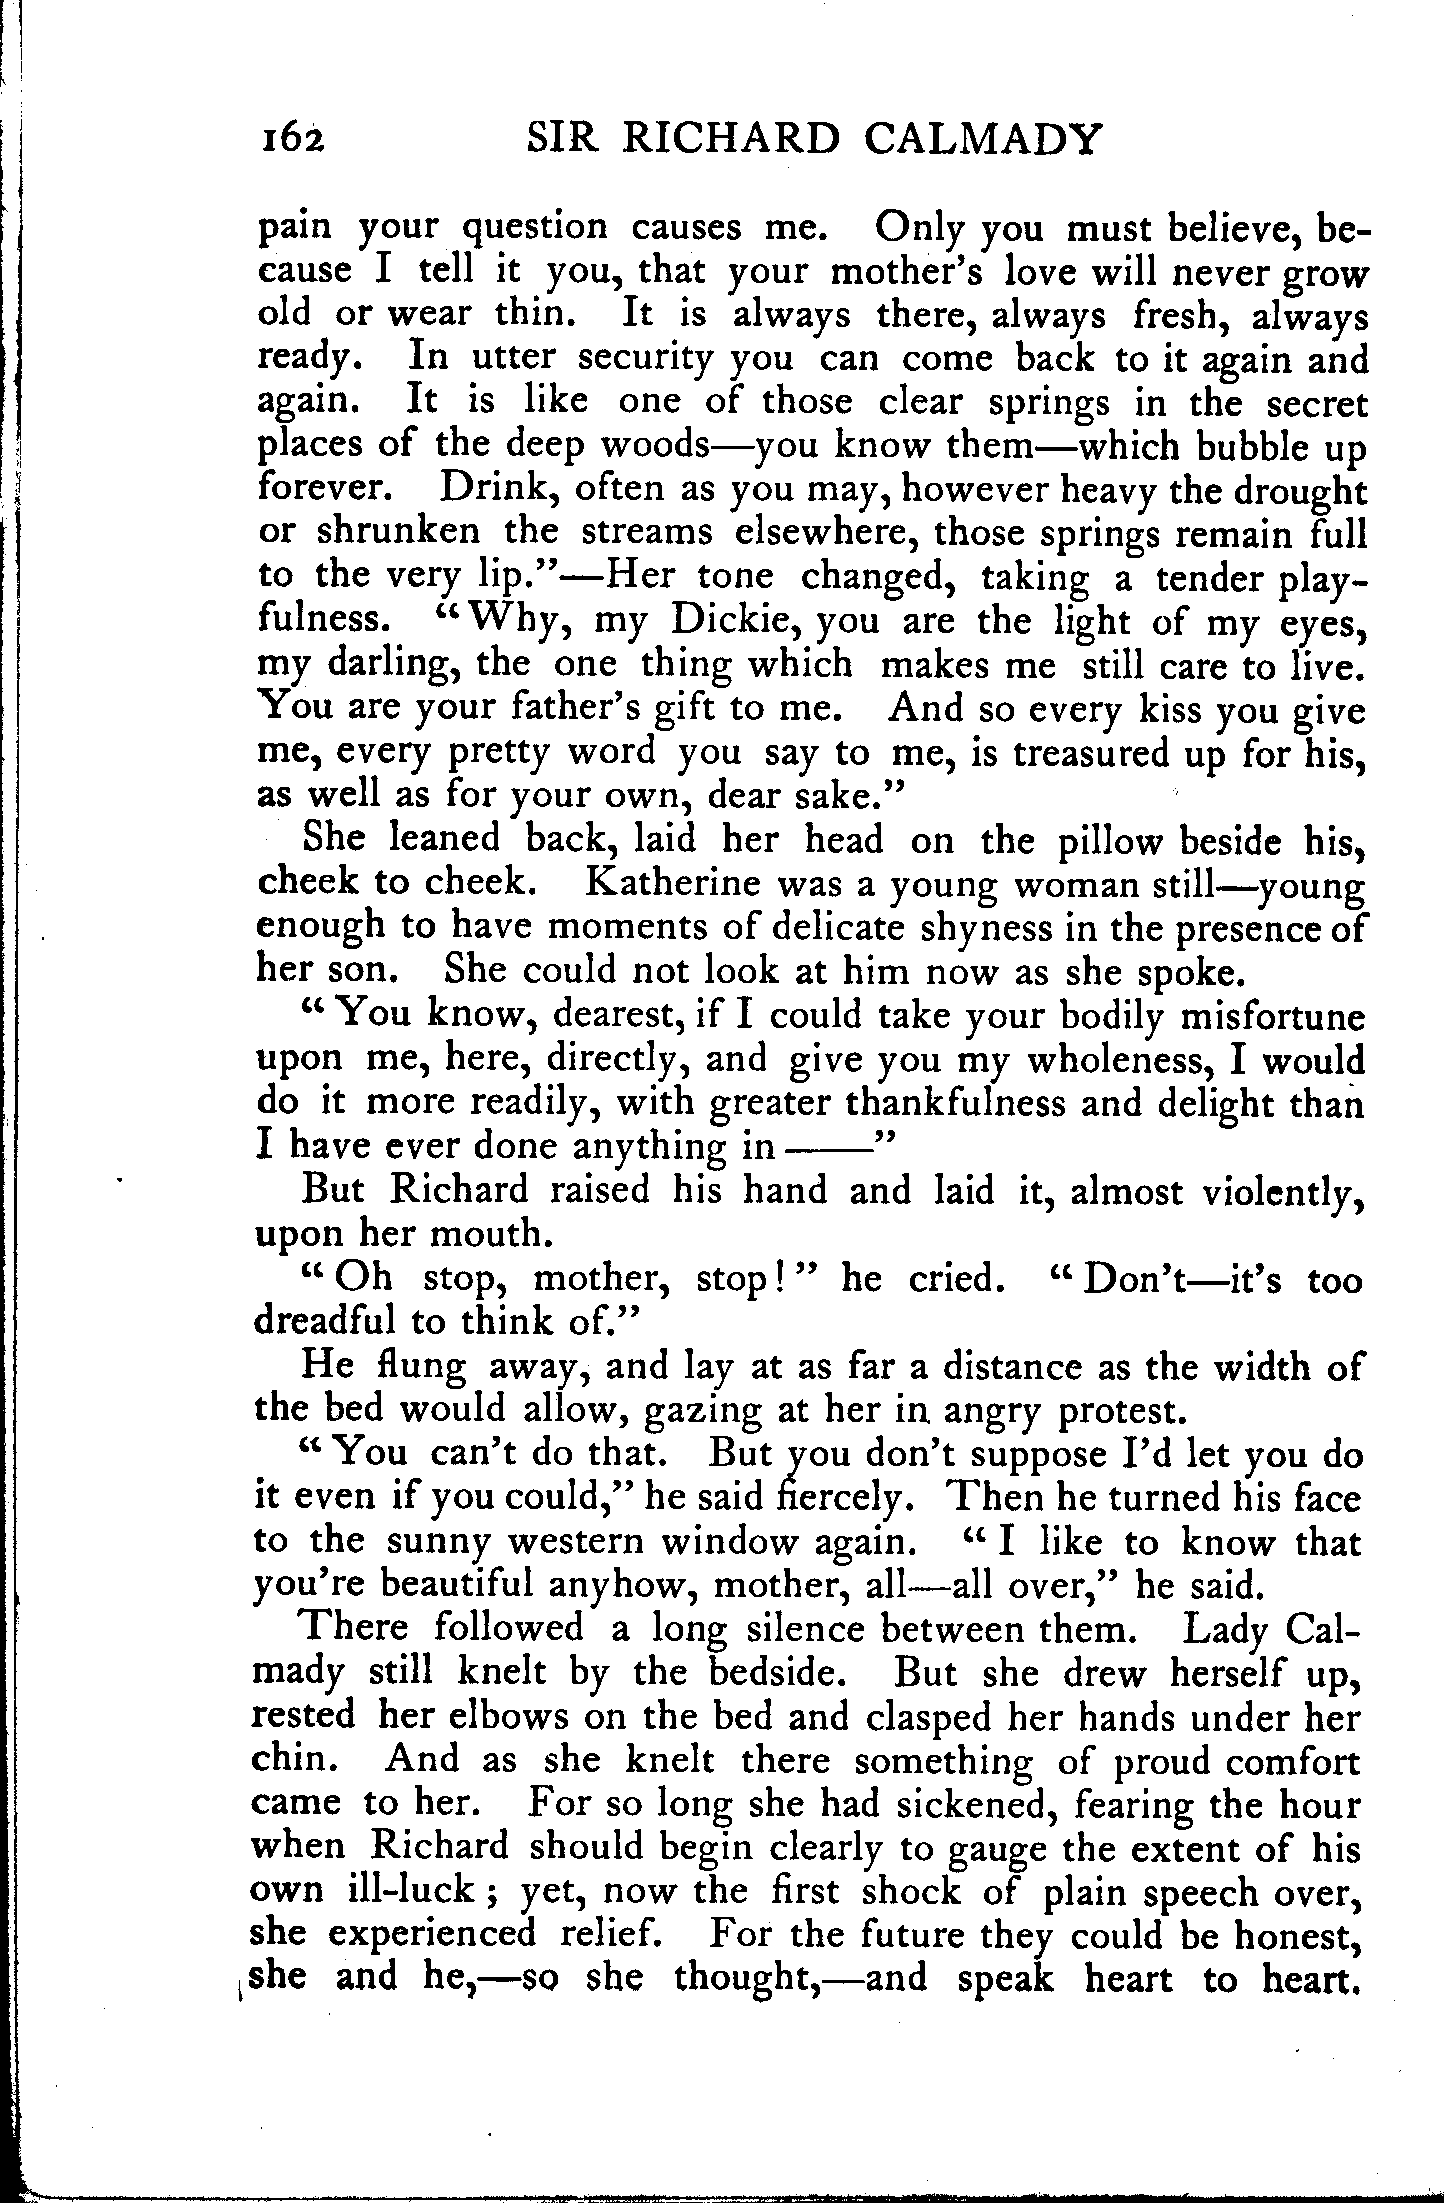 162 SIR RICHARD CALMADY
pain your question causes me. Only you must believe, be-
cause I tell it you, that your mother's love will never grow
old or wear thin. It is always there, always fresh, always
ready. In utter security you can come back to it again and
again. It is like one of those clear springs in the secret
places of the deep woods—you know them—which bubble up
forever. Drink, often as you may, however heavy the drought
or shrunken the streams elsewhere, those springs remain full
to the very lip."—Her tone changed, taking a tender play-
fulness. "Why, my Dickie, you are the light of my eyes,
my darling, the one thing which makes me still care to live.
You are your father's gift to me. And so every kiss you give
me, every pretty word you say to me, is treasured up for his,
as well as for your own, dear sake."
She leaned back, laid her head on the pillow beside his,
cheek to cheek. Katherine was a young woman still—young
enough to have moments of delicate shyness in the presence of
her son. She could not look at him now as she spoke.
"You know, dearest, if I could take your bodily misfortune
upon me, here, directly, and give you my wholeness, I would
do it more readily, with greater thankfulness and delight than
I have ever done anything in ——"
But Richard raised his hand and laid it, almost violently,
upon her mouth.
"Oh stop, mother, stop!" he cried. "Don't—it's too
dreadful to think of."
He flung away, and lay at as far a distance as the width of
the bed would allow, gazing at her in angry protest.
"You can't do that. But you don't suppose I'd let you do
it even if you could," he said fiercely. Then he turned his face
to the sunny western window again. "I like to know that
you're beautiful anyhow, mother, all—all over," he said.
There followed a long silence between them. Lady Cal-
mady still knelt by the bedside. But she drew herself up,
rested her elbows on the bed and clasped her hands under her
chin. And as she knelt there something of proud comfort
came to her. For so long she had sickened, fearing the hour
when Richard should begin clearly to gauge the extent of his
own ill-luck; yet, now the first shock of plain speech over,
she experienced relief. For the future they could be honest,
she and he,—so she thought,—and speak heart to heart.